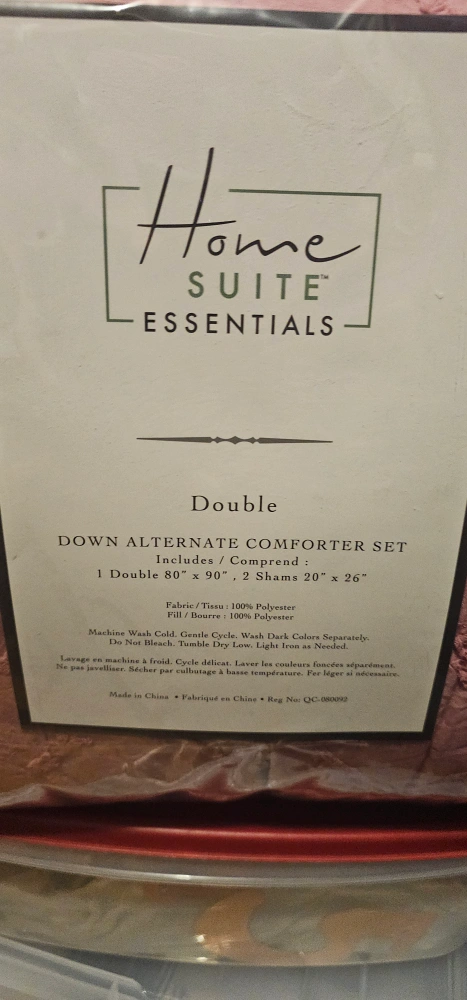 Home
SUITE™
ESSENTIALS
Double
DOWN ALTERNATE COMFORTER SET
Includes / Comprend :
1 Double 80" x 90" , 2 Shams 20" x 26"
Fabric / Tissu : 100% Polyester
Fill / Bourre : 100% Polyester
Machine Wash Cold. Gentle Cycle. Wash Dark Colors Separately.
Do Not Bleach. Tumble Dry Low. Light Iron as Needed.
Lavage en machine à froid. Cycle délicat. Laver les couleurs foncées séparément.
Ne pas javelliser. Sécher par culbutage à basse température. Fer léger si nécessaire.
Made in China • Fabriqué en Chine • Reg No: QC-080092